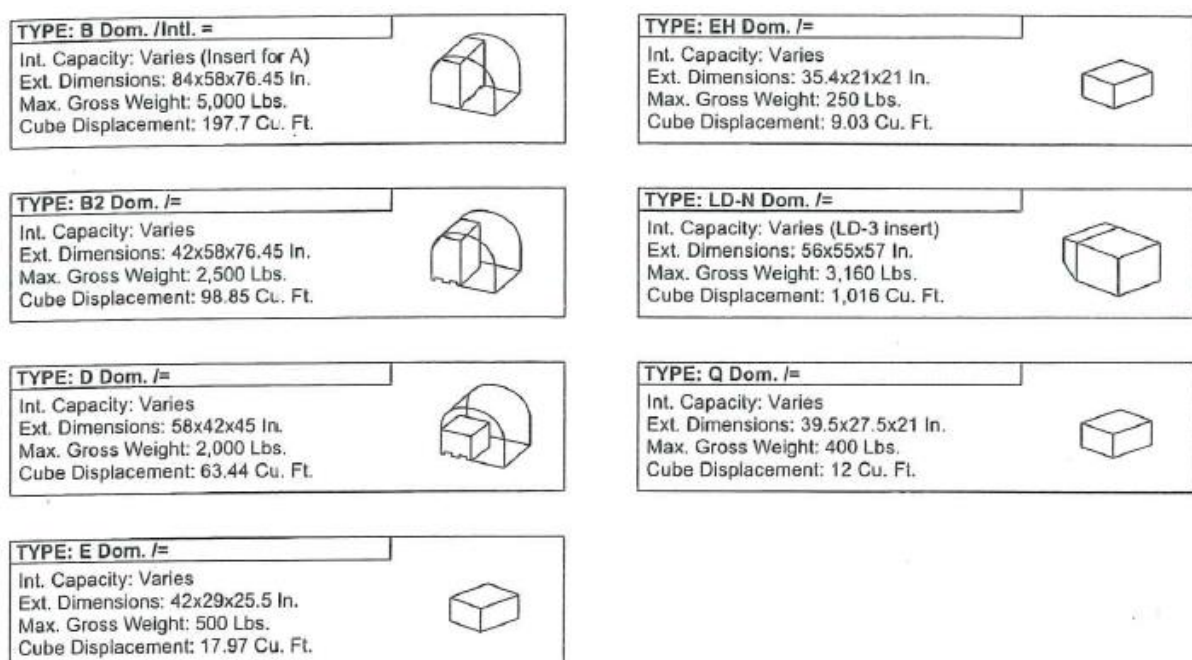 TYPE: B Dom. /Intl. =
Int. Capacity: Varies (Insert for A)
Ext. Dimensions: 84x58x76.45 In.
Max. Gross Weight: 5,000 Lbs.
Cube Displacement: 197.7 Cu. Ft.
TYPE: B2 Dom. /=
Int. Capacity: Varies
Ext. Dimensions: 42x58x76.45 In.
Max. Gross Weight: 2,500 Lbs.
Cube Displacement: 98.85 Cu. Ft.
TYPE: D Dom. /=
Int. Capacity: Varies
Ext. Dimensions: 58x42x45 In.
Max. Gross Weight: 2,000 Lbs.
Cube Displacement: 63.44 Cu. Ft.
TYPE: E Dom. /=
Int. Capacity: Varies
Ext. Dimensions: 42x29x25.5 In.
Max. Gross Weight: 500 Lbs.
Cube Displacement: 17.97 Cu. Ft.
TYPE: EH Dom. /=
Int. Capacity: Varies
Ext. Dimensions: 35.4x21x21 In.
Max. Gross Weight: 250 Lbs.
Cube Displacement: 9.03 Cu. Ft.
TYPE: LD-N Dom. /=
Int. Capacity: Varies (LD-3 insert)
Ext. Dimensions: 56x55x57 In.
Max. Gross Weight: 3,160 Lbs.
Cube Displacement: 1,016 Cu. Ft.
TYPE: Q Dom. /=
Int. Capacity: Varies
Ext. Dimensions: 39.5x27.5x21 In.
Max. Gross Weight: 400 Lbs.
Cube Displacement: 12 Cu. Ft.